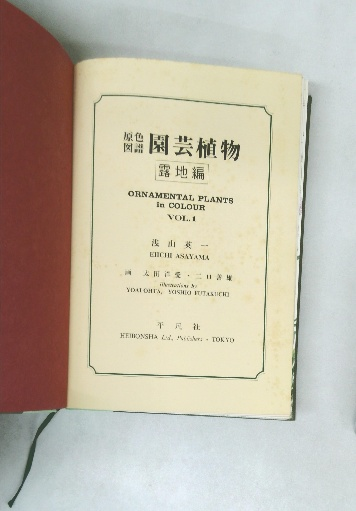 原色
図譜 園芸植物
露地編
ORNAMENTAL PLANTS
in COLOUR
VOL.1
浅山英一
EIICHI ASAYAMA
画 太田洋愛・二口善雄
Illustrations by
YOAI OHTA, YOSHIO FUTAKUCHI
平凡社
HEIBONSHA Ltd., Publishers・TOKYO